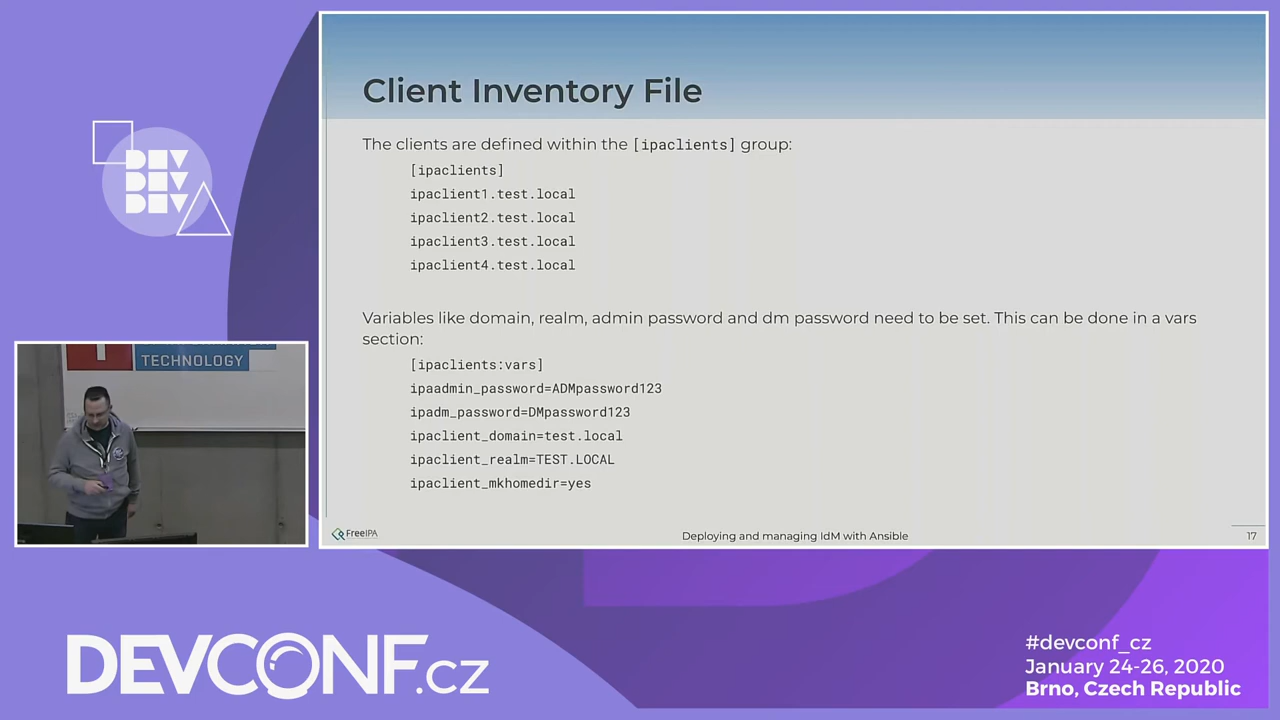 Client Inventory File
The clients are defined within the [ipaclients] group:
[ipaclients]
ipaclient1.test.local
ipaclient2.test.local
ipaclient3.test.local
ipaclient4.test.local
Variables like domain, realm, admin password and dm password need to be set. This can be done in a vars
section:
[ipaclients:vars]
ipaadmin_password=ADMpassword123
ipadm_password=DMpassword123
ipaclient_domain=test.local
ipaclient_realm=TEST.LOCAL
ipaclient_mkhomedir=yes
FreeIPA
Deploying and managing IdM with Ansible
17
DEV
DEV
DEV
TECHNOLOGY
DEVCONF.cz
#devconf_cz
January 24-26, 2020
Brno, Czech Republic